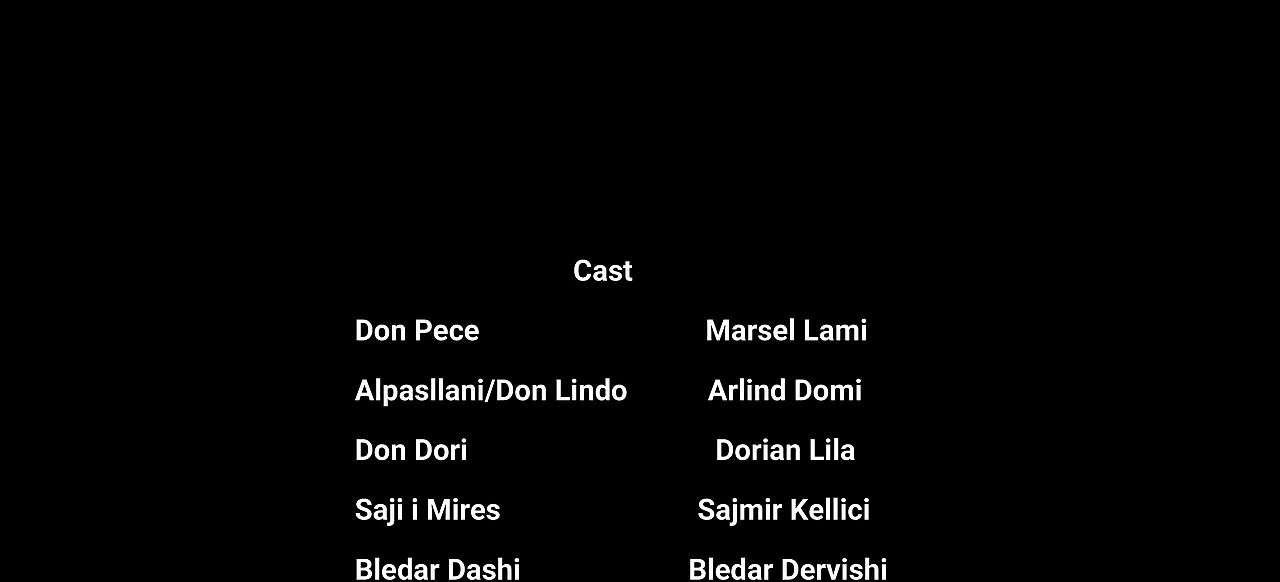 Cast
Don Pece Marsel Lami
Alpasllani/Don Lindo Arlind Domi
Don Dori Dorian Lila
Saji i Mires Sajmir Kellici
Bledar Dashi Bledar Dervishi